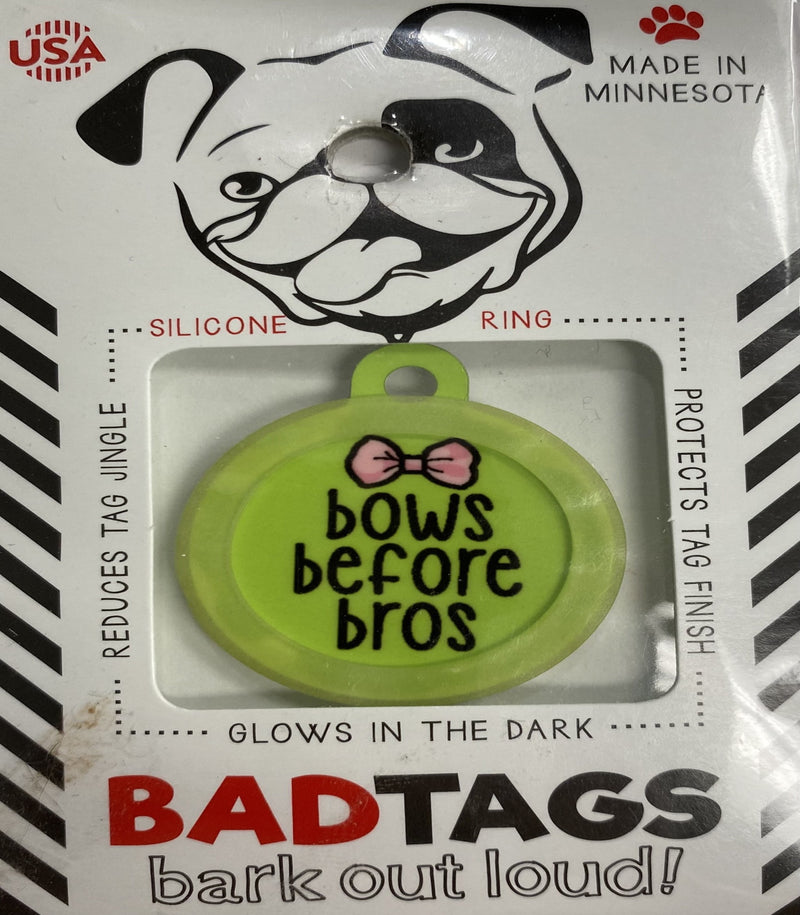 USA
MADE IN
MINNESOTA
SILICONE RING
REDUCES TAG JINGLE
PROTECTS TAG FINISH
bows
before
bros
GLOWS IN THE DARK
BADTAGS
bark out loud!